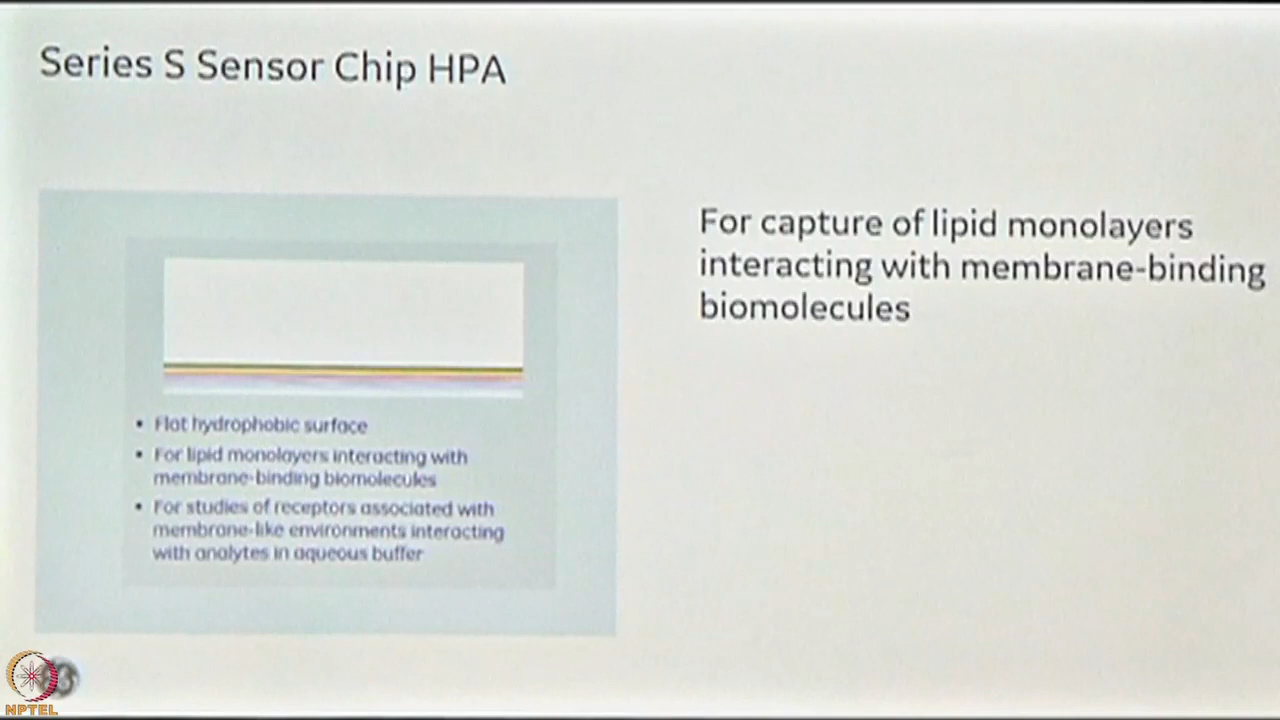 Series S Sensor Chip HPA
• Flat hydrophobic surface
• For lipid monolayers interacting with
membrane-binding biomolecules
• For studies of receptors associated with
membrane-like environments interacting
with analytes in aqueous buffer
For capture of lipid monolayers
interacting with membrane-binding
biomolecules
NPTEL